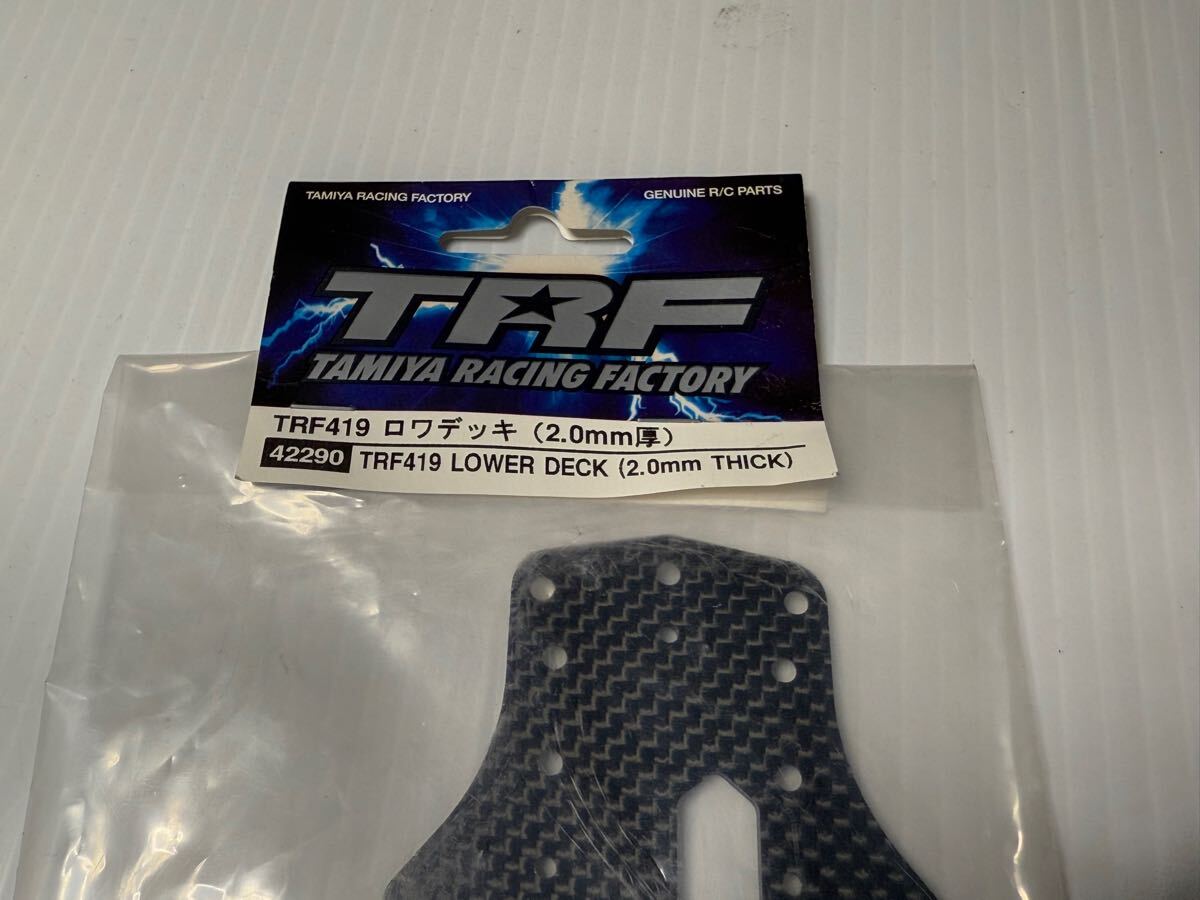 TAMIYA RACING FACTORY
GENUINE R/C PARTS
TRF
TAMIYA RACING FACTORY
TRF419 ロワデッキ（2.0mm厚）
42290 TRF419 LOWER DECK (2.0mm THICK)